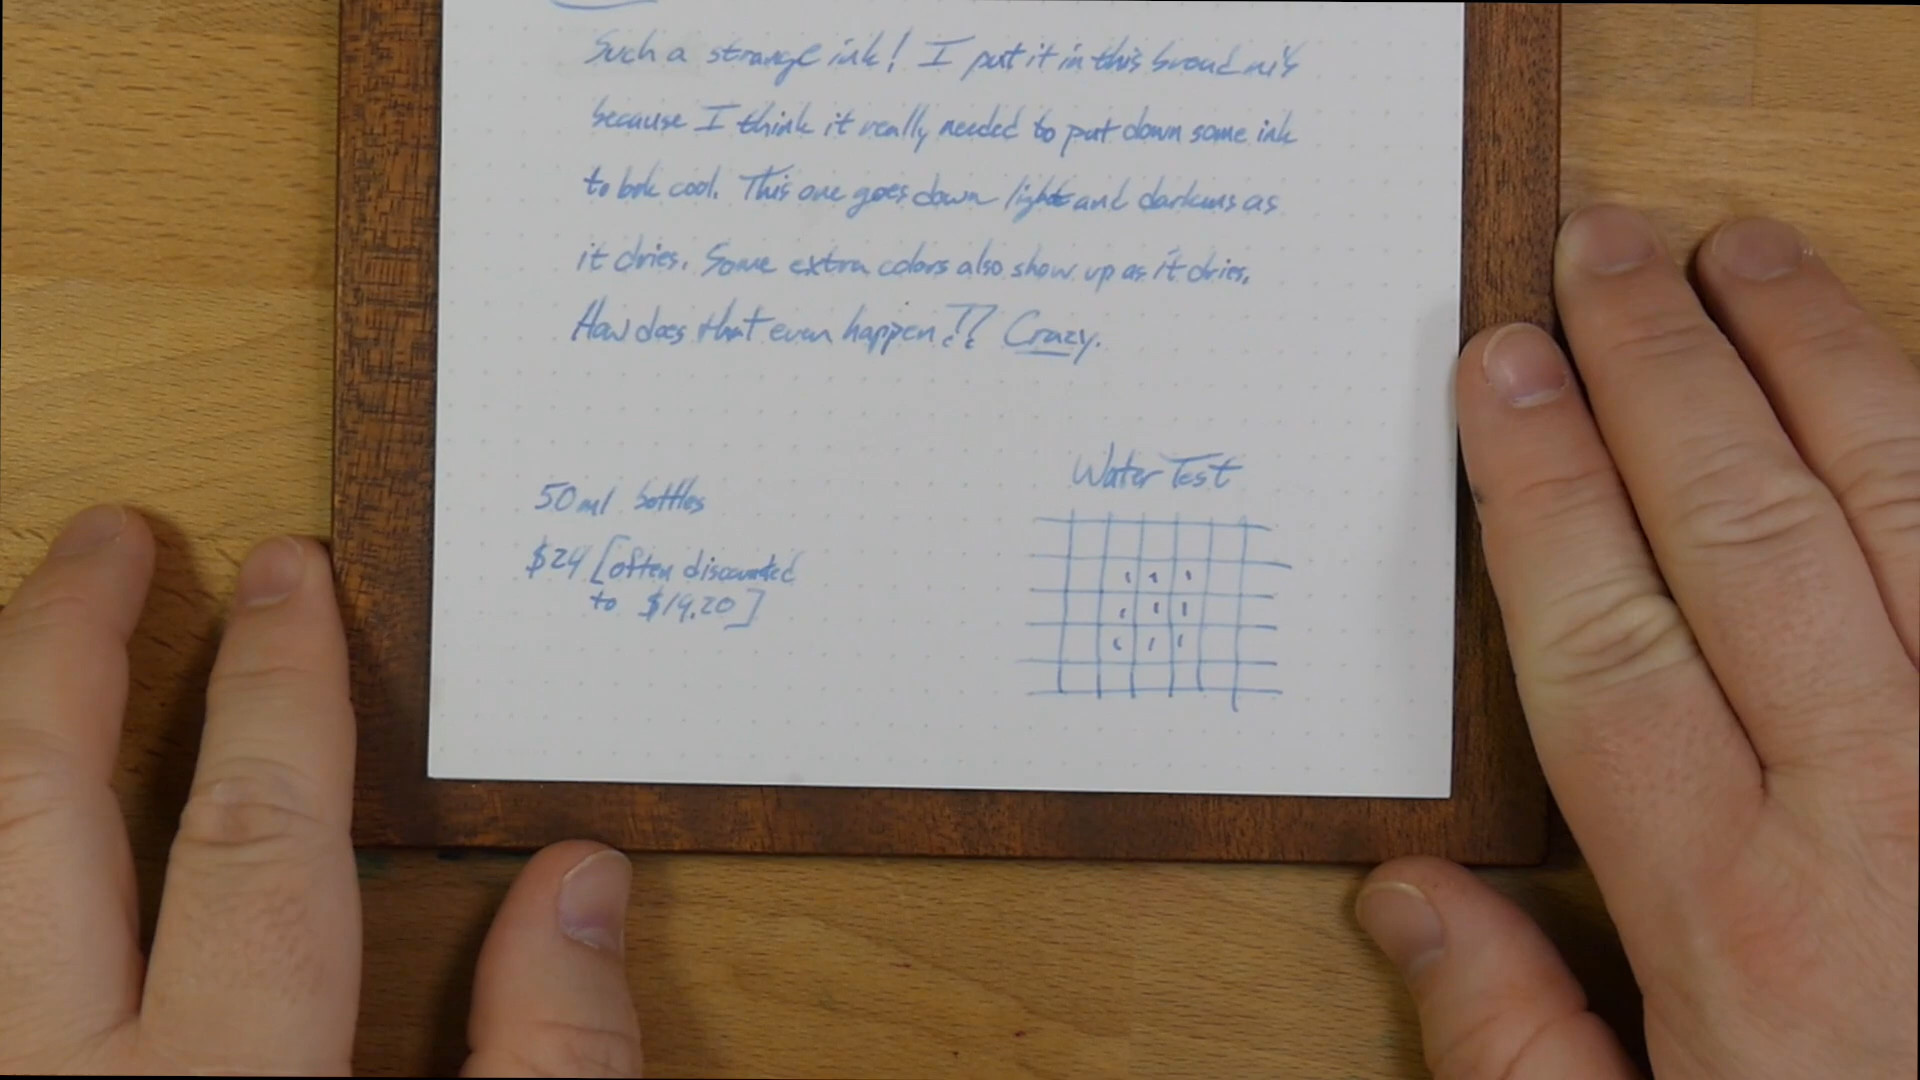 Such a strange ink! I put it in this broad nib
because I think it really needed to put down some ink
to look cool. This one goes down light and darkens as
it dries. Some extra colors also show up as it dries.
How does that even happen?? Crazy.
50ml bottles
$24 [often discounted
to $19.20]
Water Test